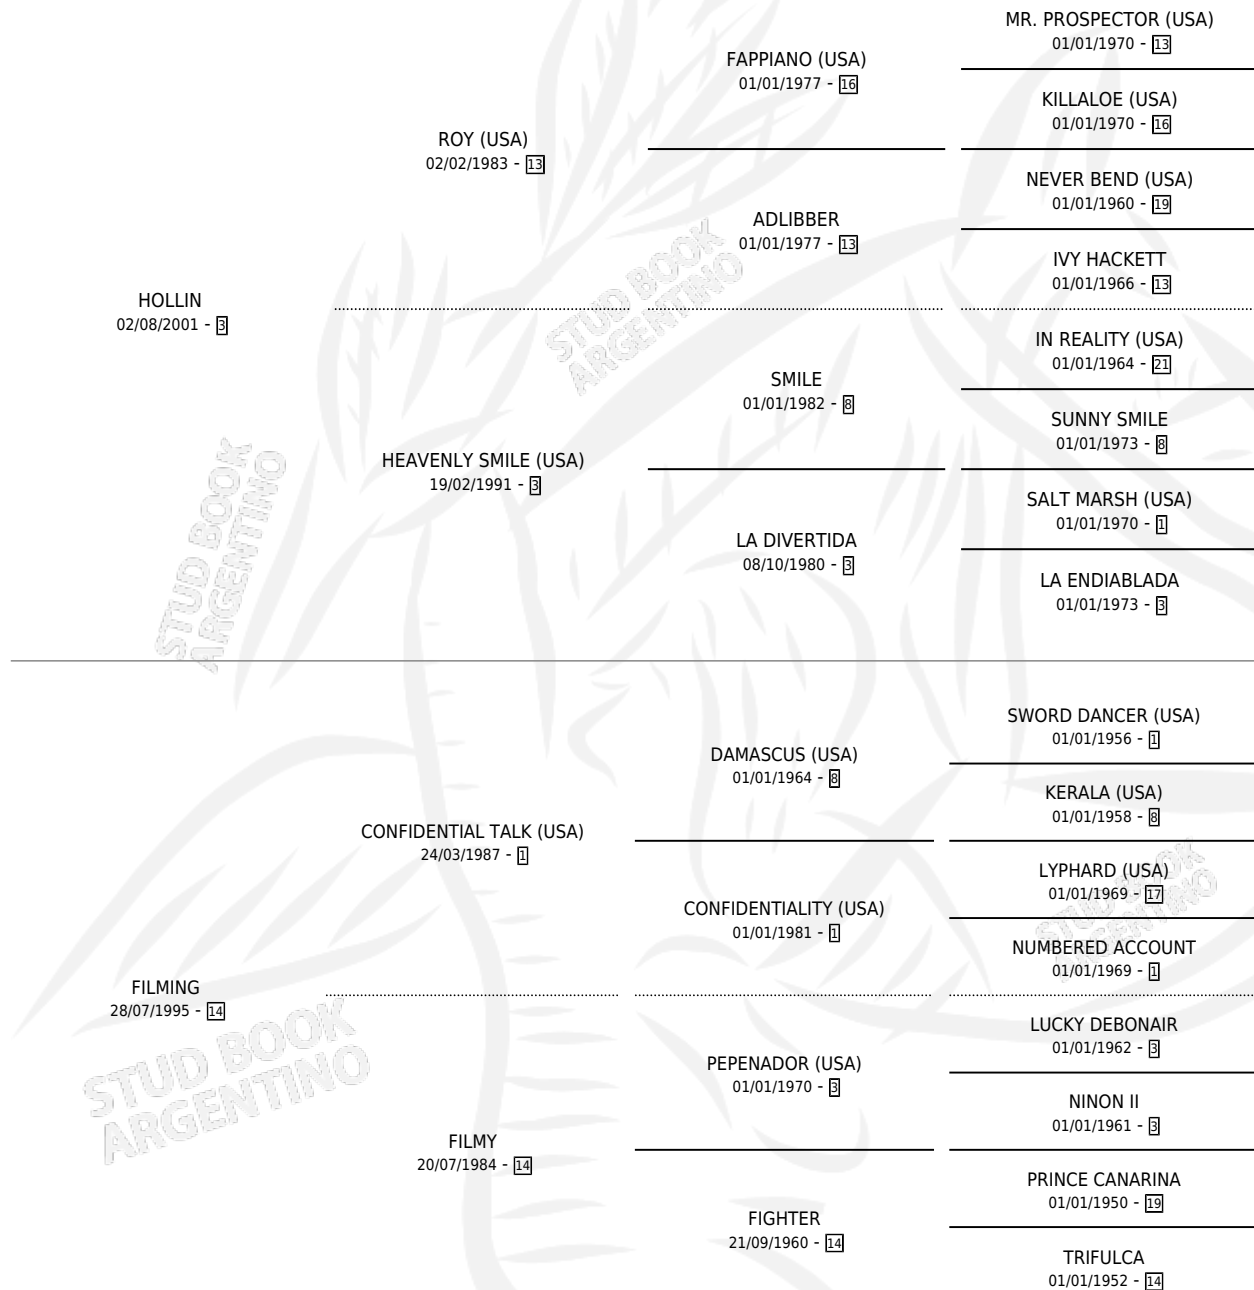 MR. PROSPECTOR (USA)
01/01/1970 - 13
FAPPIANO (USA)
01/01/1977 - 16
KILLALOE (USA)
01/01/1970 - 16
ROY (USA)
02/02/1983 - 13
NEVER BEND (USA)
01/01/1960 - 19
ADLIBBER
01/01/1977 - 13
IVY HACKETT
01/01/1966 - 13
HOLLIN
02/08/2001 - 3
IN REALITY (USA)
01/01/1964 - 21
SMILE
01/01/1982 - 8
SUNNY SMILE
01/01/1973 - 8
HEAVENLY SMILE (USA)
19/02/1991 - 3
SALT MARSH (USA)
01/01/1970 - 1
LA DIVERTIDA
08/10/1980 - 3
LA ENDIABLADA
01/01/1973 - 3
SWORD DANCER (USA)
01/01/1956 - 1
DAMASCUS (USA)
01/01/1964 - 8
KERALA (USA)
01/01/1958 - 8
CONFIDENTIAL TALK (USA)
24/03/1987 - 1
LYPHARD (USA)
01/01/1969 - 17
CONFIDENTIALITY (USA)
01/01/1981 - 1
NUMBERED ACCOUNT
01/01/1969 - 1
FILMING
28/07/1995 - 14
LUCKY DEBONAIR
01/01/1962 - 3
PEPENADOR (USA)
01/01/1970 - 3
NINON II
01/01/1961 - 3
FILMY
20/07/1984 - 14
PRINCE CANARINA
01/01/1950 - 19
FIGHTER
21/09/1960 - 14
TRIFULCA
01/01/1952 - 14
STUD BOOK
ARGENTINO
STUD BOOK
ARGENTINO
STUD BOOK
ARGENTINO
STUD BOOK
ARGENTINO